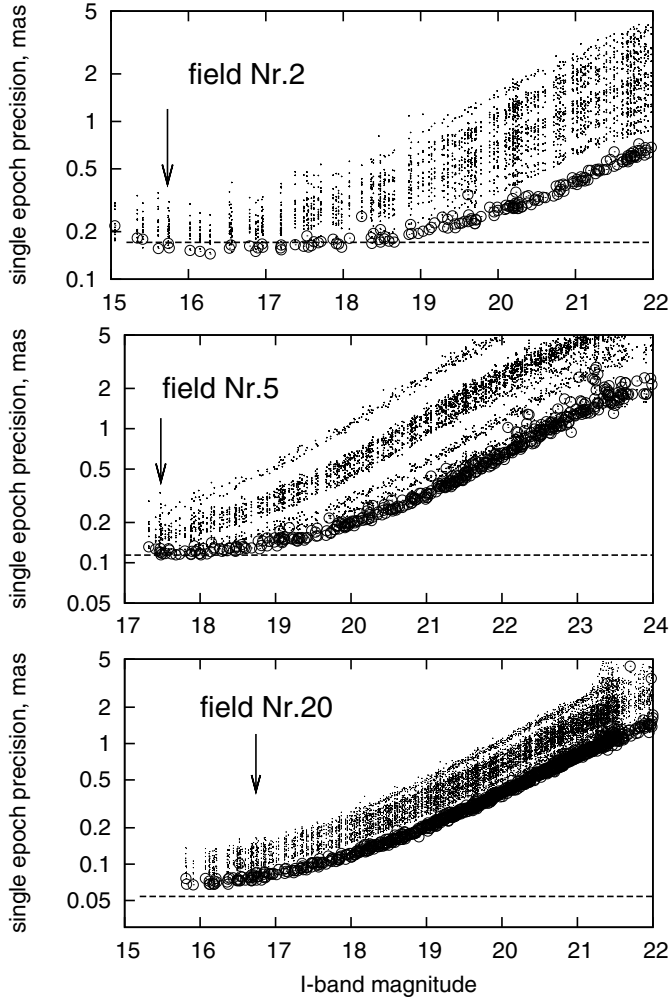 single epoch precision, mas
5
2
1
0.5
0.2
0.1
field Nr.2
15 16 17 18 19 20 21 22
single epoch precision, mas
5
2
1
0.5
0.2
0.1
0.05
field Nr.5
17 18 19 20 21 22 23 24
single epoch precision, mas
5
2
1
0.5
0.2
0.1
0.05
field Nr.20
15 16 17 18 19 20 21 22
I-band magnitude